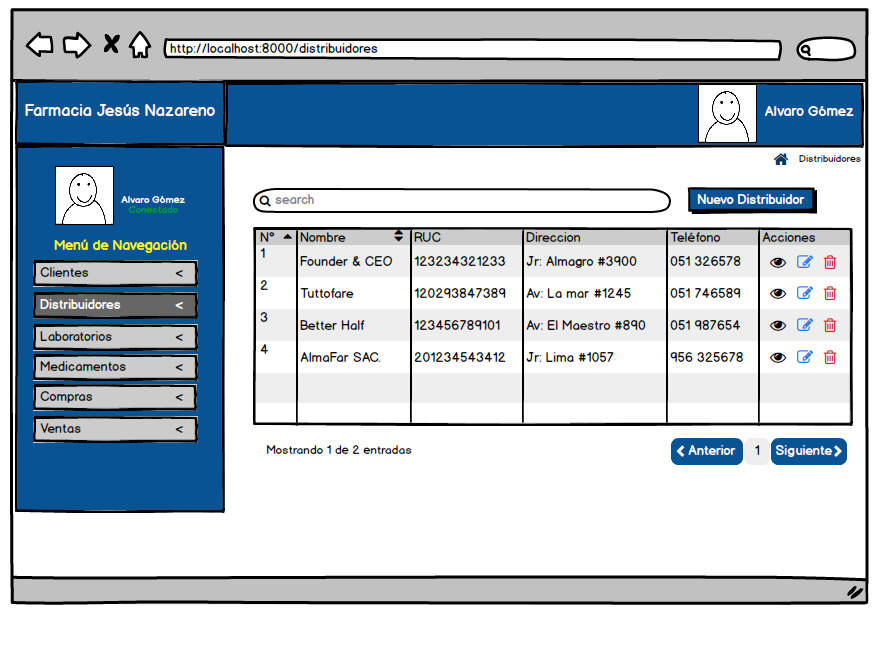 http://localhost:8000/distribuidores
Farmacia Jesús Nazareno
Alvaro Gómez
Distribuidores
Alvaro Gómez
Conectado
Menú de Navegación
Clientes <
Distribuidores <
Laboratorios <
Medicamentos <
Compras <
Ventas <
search
Nuevo Distribuidor
N° Nombre RUC Direccion Teléfono Acciones
1 Founder & CEO 123234321233 Jr: Almagro #3900 051 326578
2 Tuttofare 120293847389 Av: La mar #1245 051 746589
3 Better Half 123456789101 Av: El Maestro #890 051 987654
4 AlmaFar SAC. 201234543412 Jr: Lima #1057 956 325678
Mostrando 1 de 2 entradas
Anterior 1 Siguiente